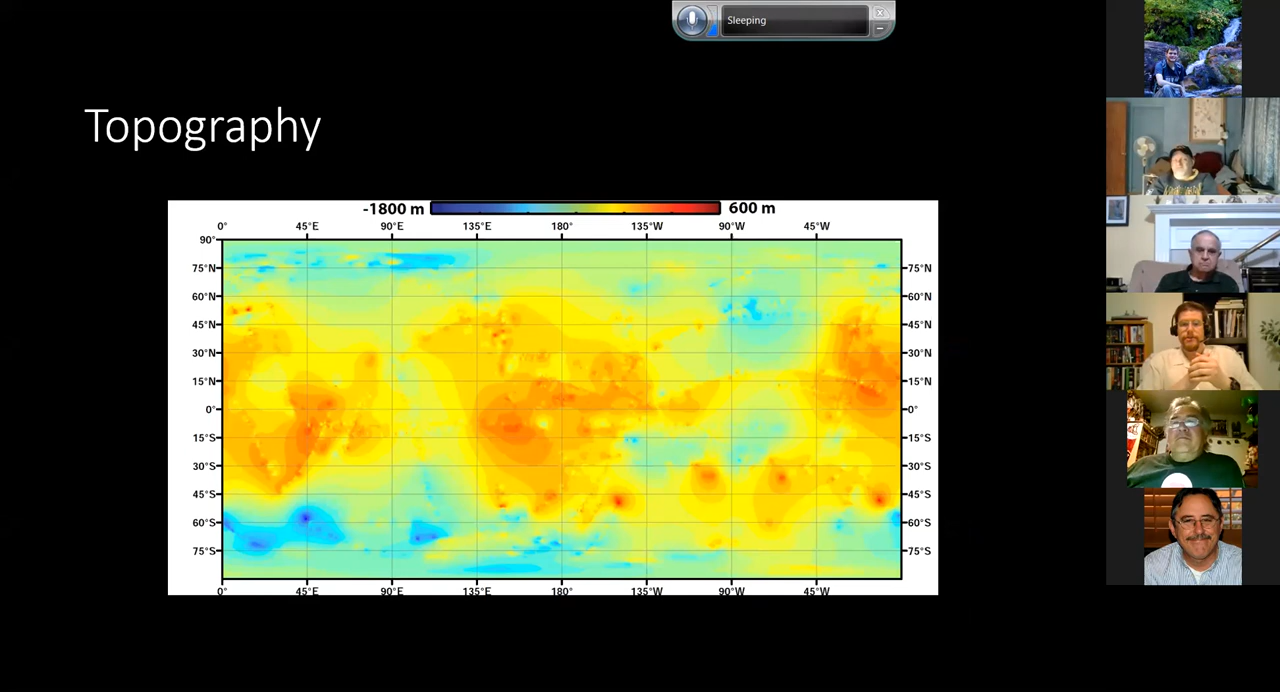 Sleeping
Topography
-1800 m 600 m
0° 45°E 90°E 135°E 180° 135°W 90°W 45°W
90°
75°N 75°N
60°N 60°N
45°N 45°N
30°N 30°N
15°N 15°N
0° 0°
15°S 15°S
30°S 30°S
45°S 45°S
60°S 60°S
75°S 75°S
0° 45°E 90°E 135°E 180° 135°W 90°W 45°W